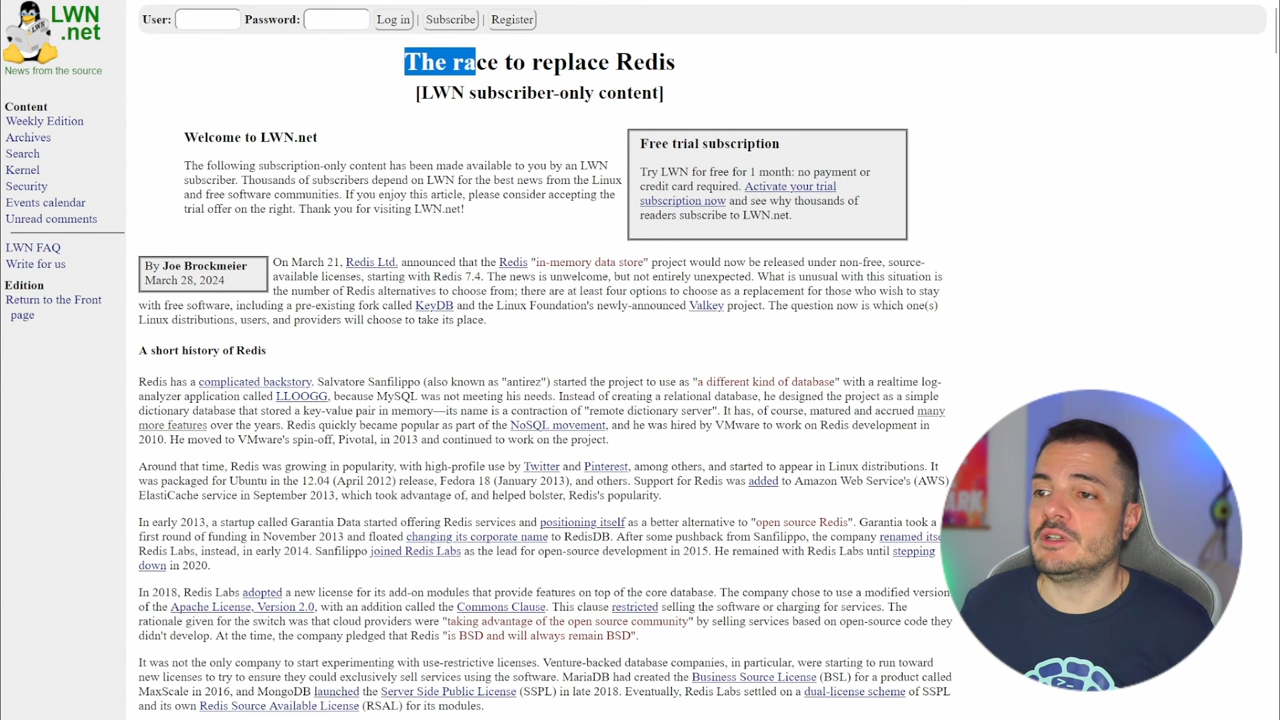 LWN
.net
News from the source
User:
Password:
Log in | Subscribe | Register
Content
Weekly Edition
Archives
Search
Kernel
Security
Events calendar
Unread comments
LWN FAQ
Write for us
Edition
Return to the Front
page
The race to replace Redis
[LWN subscriber-only content]
Welcome to LWN.net
The following subscription-only content has been made available to you by an LWN
subscriber. Thousands of subscribers depend on LWN for the best news from the Linux
and free software communities. If you enjoy this article, please consider accepting the
trial offer on the right. Thank you for visiting LWN.net!
Free trial subscription
Try LWN for free for 1 month: no payment or
credit card required. Activate your trial
subscription now and see why thousands of
readers subscribe to LWN.net.
By Joe Brockmeier
March 28, 2024
On March 21, Redis Ltd. announced that the Redis "in-memory data store" project would now be released under non-free, source-
available licenses, starting with Redis 7.4. The news is unwelcome, but not entirely unexpected. What is unusual with this situation is
the number of Redis alternatives to choose from; there are at least four options to choose as a replacement for those who wish to stay
with free software, including a pre-existing fork called KeyDB and the Linux Foundation's newly-announced Valkey project. The question now is which one(s)
Linux distributions, users, and providers will choose to take its place.
A short history of Redis
Redis has a complicated backstory. Salvatore Sanfilippo (also known as "antirez") started the project to use as "a different kind of database" with a realtime log-
analyzer application called LLOOGG, because MySQL was not meeting his needs. Instead of creating a relational database, he designed the project as a simple
dictionary database that stored a key-value pair in memory—its name is a contraction of "remote dictionary server". It has, of course, matured and accrued many
more features over the years. Redis quickly became popular as part of the NoSQL movement, and he was hired by VMware to work on Redis development in
2010. He moved to VMware's spin-off, Pivotal, in 2013 and continued to work on the project.
Around that time, Redis was growing in popularity, with high-profile use by Twitter and Pinterest, among others, and started to appear in Linux distributions. It
was packaged for Ubuntu in the 12.04 (April 2012) release, Fedora 18 (January 2013), and others. Support for Redis was added to Amazon Web Service's (AWS)
ElastiCache service in September 2013, which took advantage of, and helped bolster, Redis's popularity.
In early 2013, a startup called Garantia Data started offering Redis services and positioning itself as a better alternative to "open source Redis". Garantia took a
first round of funding in November 2013 and floated changing its corporate name to RedisDB. After some pushback from Sanfilippo, the company renamed itse
Redis Labs, instead, in early 2014. Sanfilippo joined Redis Labs as the lead for open-source development in 2015. He remained with Redis Labs until stepping
down in 2020.
In 2018, Redis Labs adopted a new license for its add-on modules that provide features on top of the core database. The company chose to use a modified version
of the Apache License, Version 2.0, with an addition called the Commons Clause. This clause restricted selling the software or charging for services. The
rationale given for the switch was that cloud providers were "taking advantage of the open source community" by selling services based on open-source code they
didn't develop. At the time, the company pledged that Redis "is BSD and will always remain BSD".
It was not the only company to start experimenting with use-restrictive licenses. Venture-backed database companies, in particular, were starting to run toward
new licenses to try to ensure they could exclusively sell services using the software. MariaDB had created the Business Source License (BSL) for a product called
MaxScale in 2016, and MongoDB launched the Server Side Public License (SSPL) in late 2018. Eventually, Redis Labs settled on a dual-license scheme of SSPL
and its own Redis Source Available License (RSAL) for its modules.